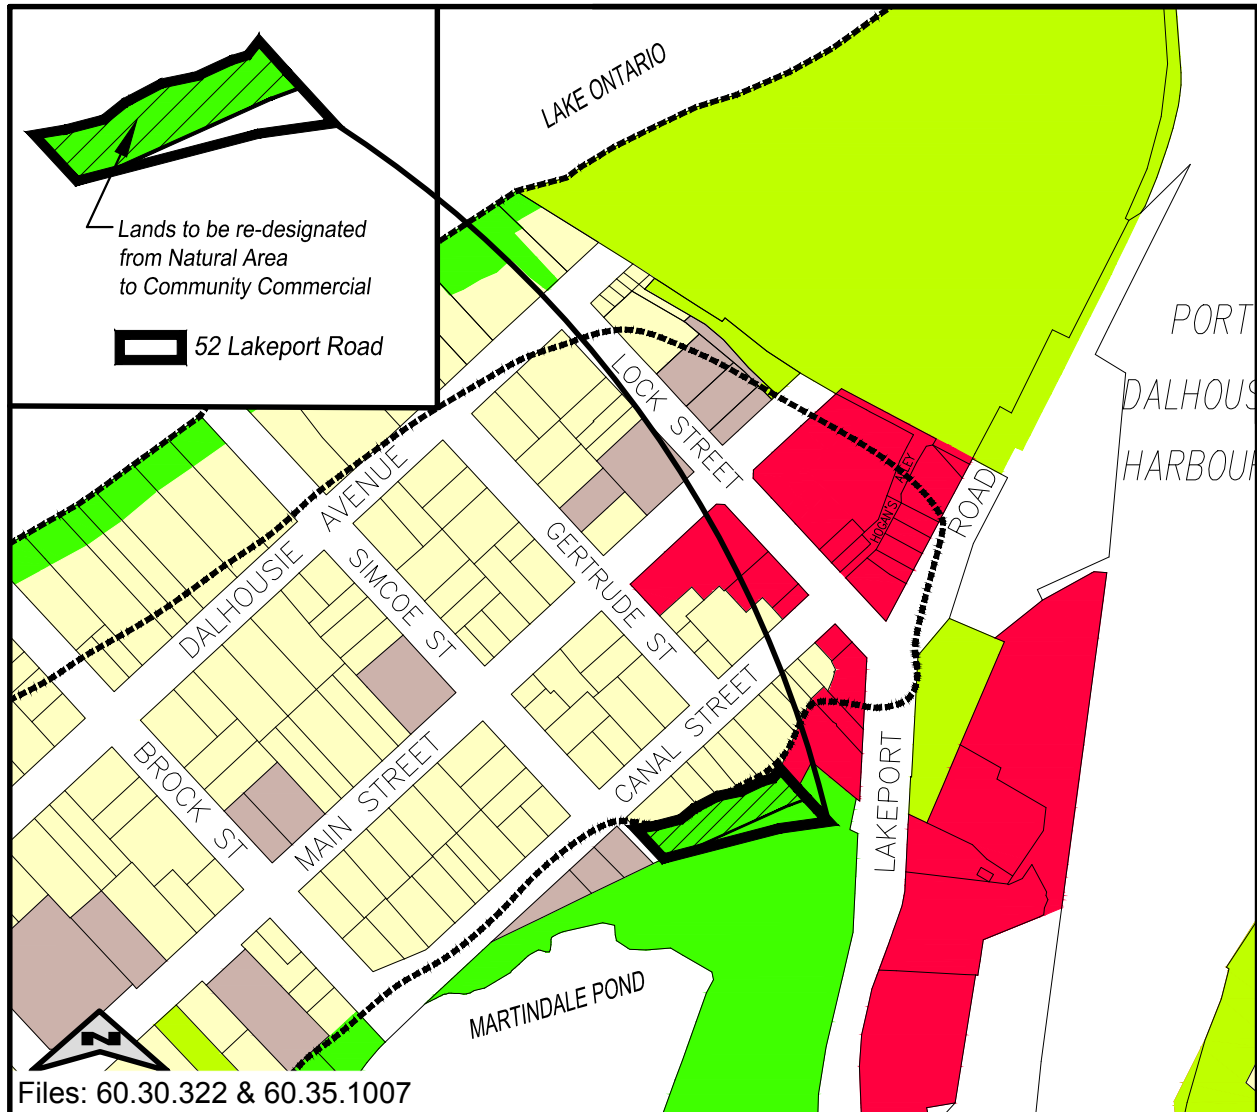 LAKE ONTARIO
Lands to be re-designated
from Natural Area
to Community Commercial
52 Lakeport Road
PORT
DALHOUS
HARBOUR
LOCK STREET
DALHOUSIE AVENUE
HOGAN'S ALLEY
ROAD
SIMCOE ST
GERTRUDE ST
CANAL STREET
BROCK ST
MAIN STREET
LAKEPORT
MARTINDALE POND
N
Files: 60.30.322 & 60.35.1007